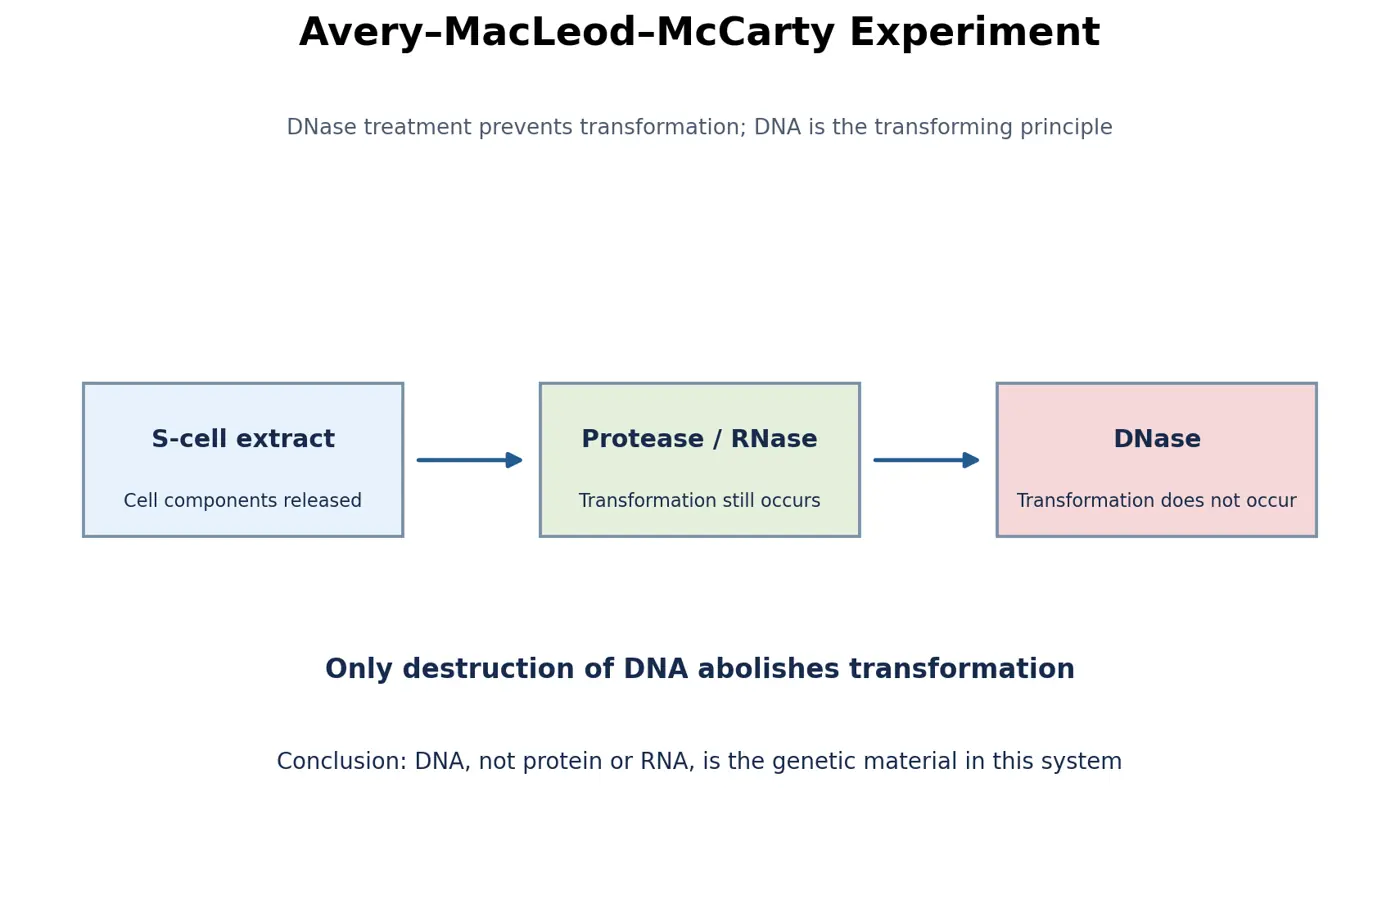 Avery–MacLeod–McCarty Experiment
DNase treatment prevents transformation; DNA is the transforming principle
S-cell extract
Cell components released
Protease / RNase
Transformation still occurs
DNase
Transformation does not occur
Only destruction of DNA abolishes transformation
Conclusion: DNA, not protein or RNA, is the genetic material in this system